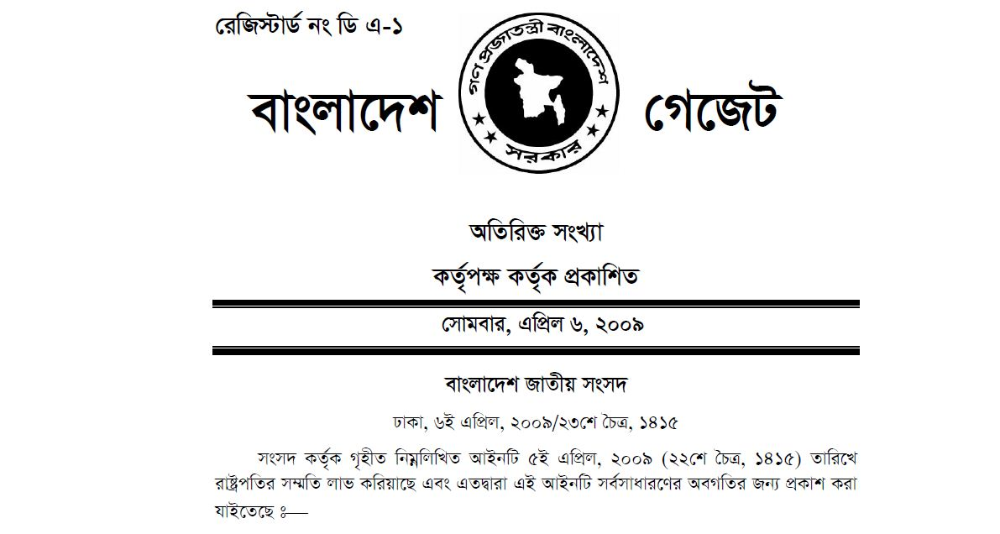 রেজিস্টার্ড নং ডি এ-১
গণ প্রজাতন্ত্রী বাংলাদেশ
সরকার
বাংলাদেশ গেজেট
অতিরিক্ত সংখ্যা
কর্তৃপক্ষ কর্তৃক প্রকাশিত
সোমবার, এপ্রিল ৬, ২০০৯
বাংলাদেশ জাতীয় সংসদ
ঢাকা, ৬ই এপ্রিল, ২০০৯/২৩শে চৈত্র, ১৪১৫
সংসদ কর্তৃক গৃহীত নিম্নলিখিত আইনটি ৫ই এপ্রিল, ২০০৯ (২২শে চৈত্র, ১৪১৫) তারিখে
রাষ্ট্রপতির সম্মতি লাভ করিয়াছে এবং এতদ্বারা এই আইনটি সর্বসাধারণের অবগতির জন্য প্রকাশ করা
যাইতেছে ঃ—